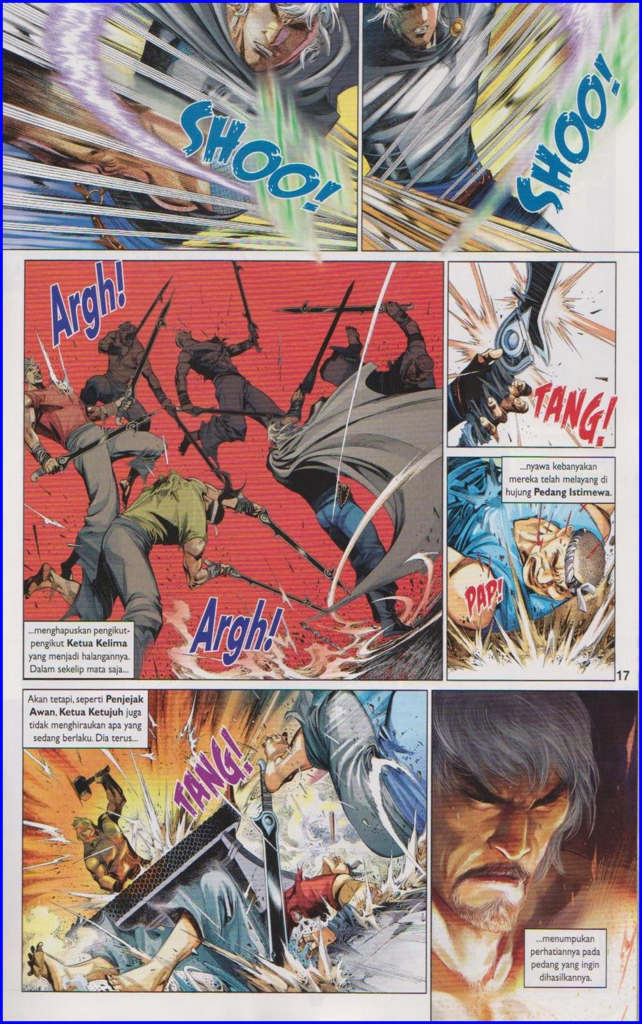 SHOO!
SHOO!
Argh!
Argh!
...menghapuskan pengikut-
pengikut Ketua Kelima
yang menjadi halangannya.
Dalam sekelip mata saja...
TANG!
...nyawa kebanyakan
mereka telah melayang di
hujung Pedang Istimewa.
PAP!
17
Akan tetapi, seperti Penjejak
Awan, Ketua Ketujuh juga
tidak menghiraukan apa yang
sedang berlaku. Dia terus...
TANG!
...menumpukan
perhatiannya pada
pedang yang ingin
dihasilkannya.